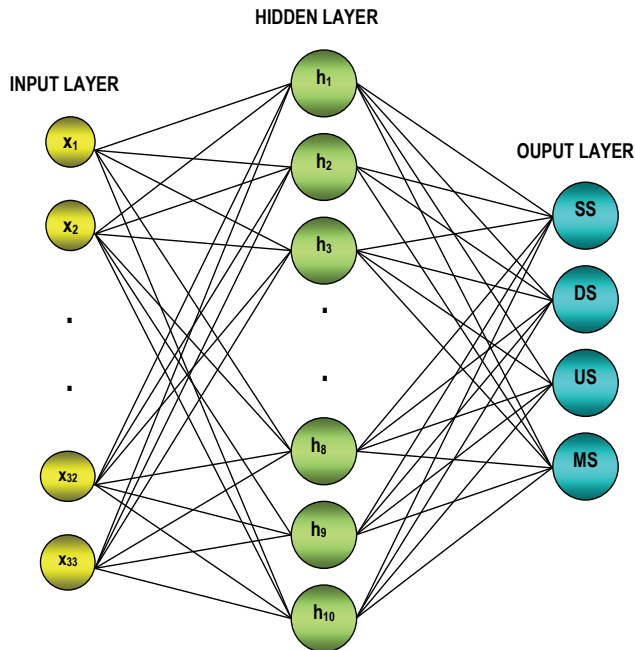 HIDDEN LAYER
INPUT LAYER
OUPUT LAYER
x1
x2
.
.
x32
x33
h1
h2
h3
.
.
h8
h9
h10
SS
DS
US
MS